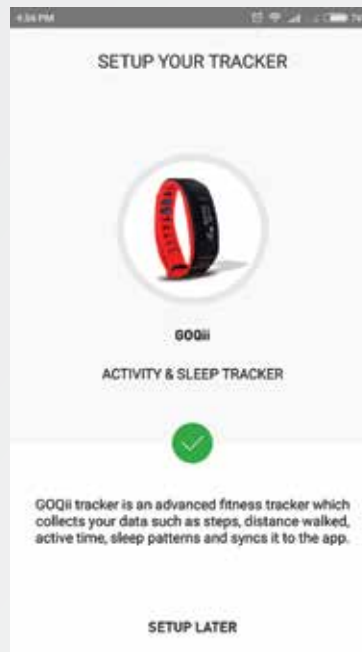 4:54 PM
SETUP YOUR TRACKER
GOQii
ACTIVITY & SLEEP TRACKER
GOQii tracker is an advanced fitness tracker which
collects your data such as steps, distance walked,
active time, sleep patterns and syncs it to the app.
SETUP LATER